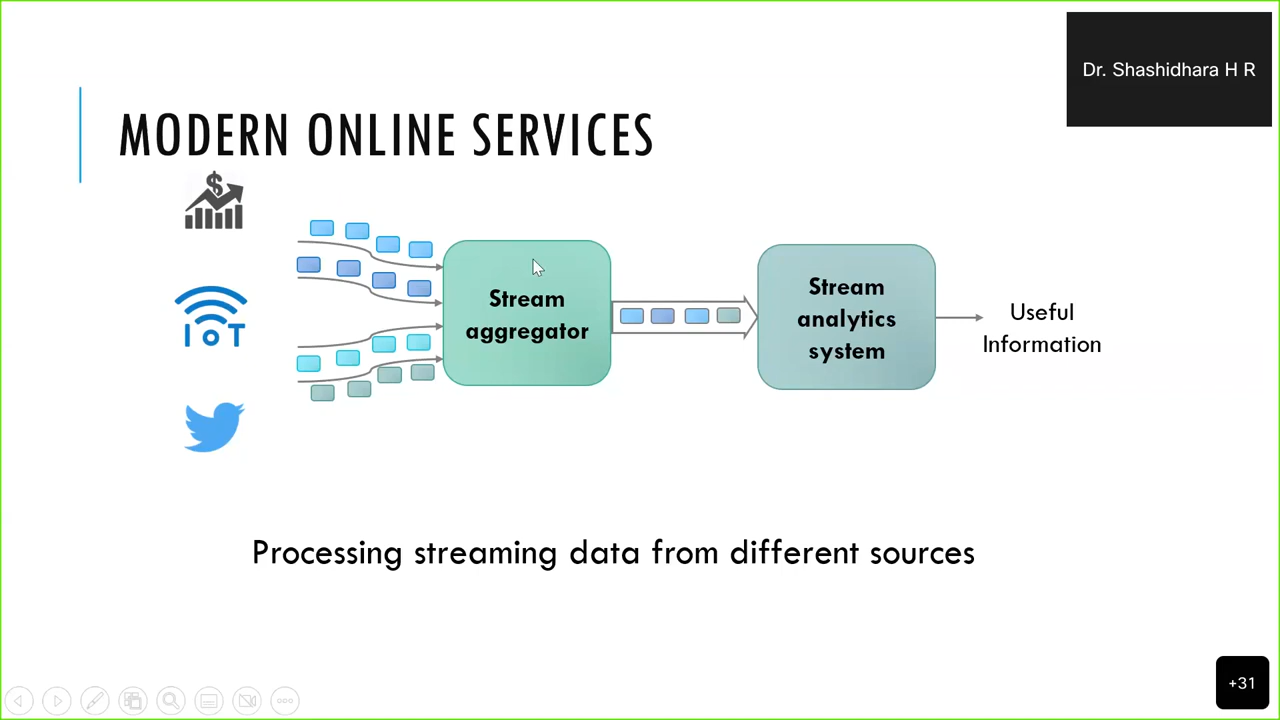 Dr. Shashidhara H R
MODERN ONLINE SERVICES
$
IoT
Stream
aggregator
Stream
analytics
system
Useful
Information
Processing streaming data from different sources
+31